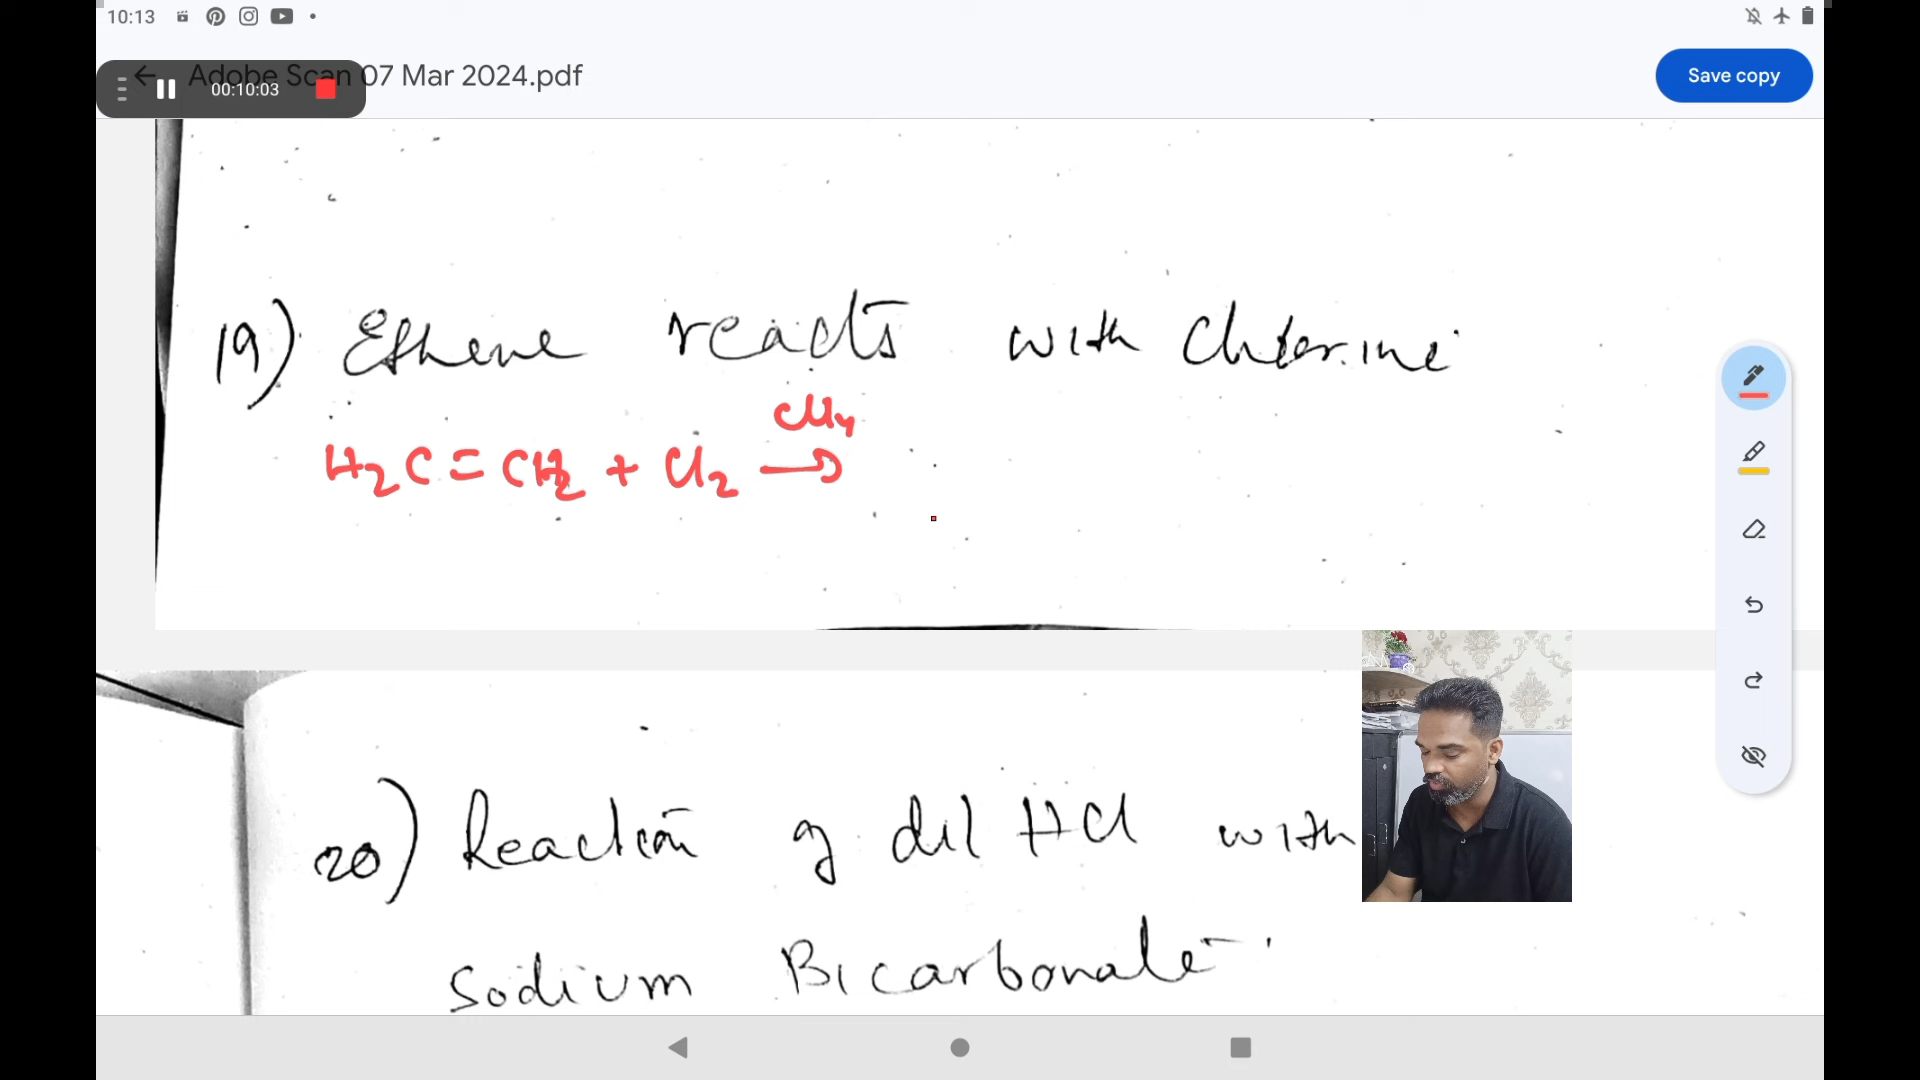 10:13
Adobe Scan 07 Mar 2024.pdf
00:10:03
Save copy
19) Ethene reacts with Chlorine
CCl4
H2C = CH2 + Cl2 →
20) Reaction of dil HCl with
Sodium Bicarbonate